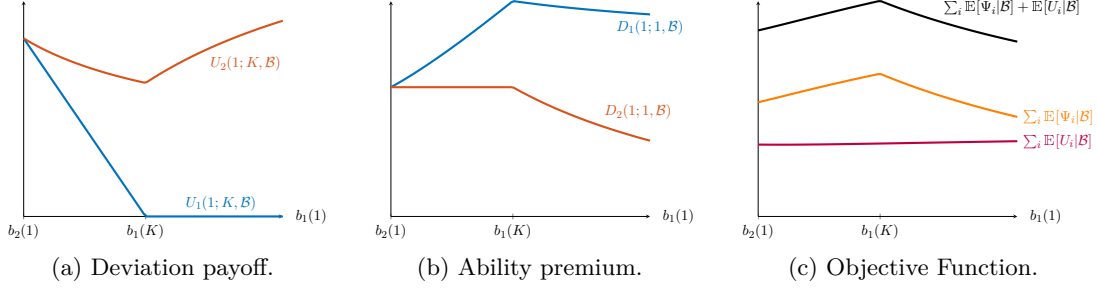 U₂(1; K, 𝓑)
U₁(1; K, 𝓑)
b₁(1)
b₂(1)
b₁(K)
(a) Deviation payoff.
D₁(1; 1, 𝓑)
D₂(1; 1, 𝓑)
b₁(1)
b₂(1)
b₁(K)
(b) Ability premium.
∑ᵢ 𝔼[Ψᵢ|𝓑] + 𝔼[Uᵢ|𝓑]
∑ᵢ 𝔼[Ψᵢ|𝓑]
∑ᵢ 𝔼[Uᵢ|𝓑]
b₁(1)
b₂(1)
b₁(K)
(c) Objective Function.